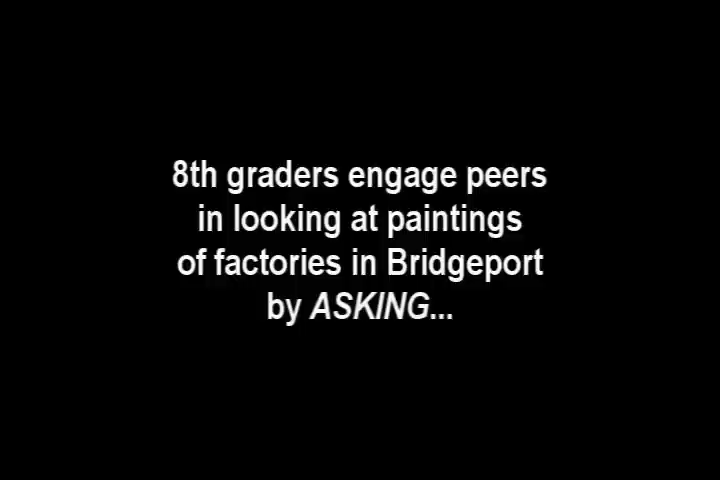 8th graders engage peers
in looking at paintings
of factories in Bridgeport
by ASKING...